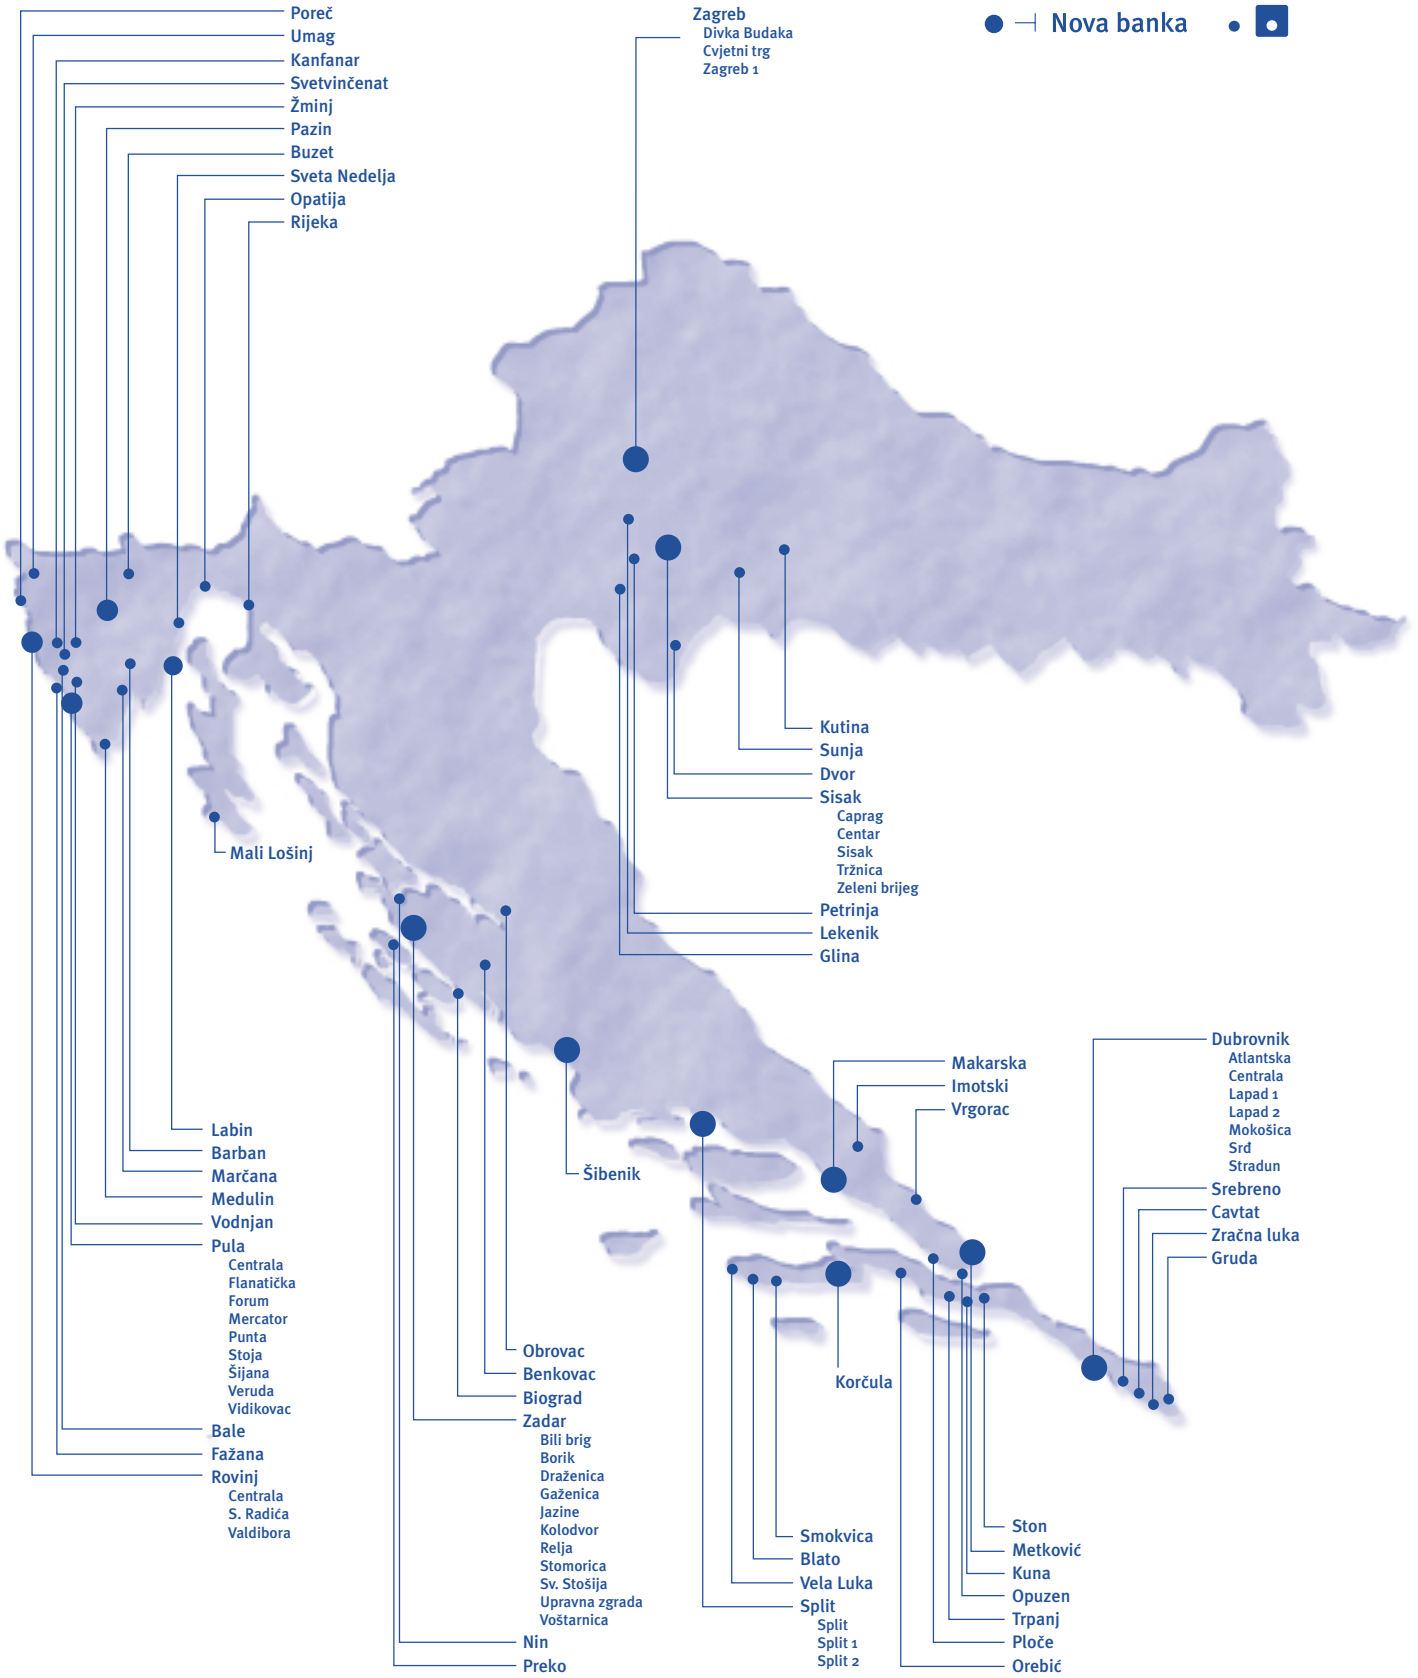 Poreč
Umag
Kanfanar
Svetvinčenat
Žminj
Pazin
Buzet
Sveta Nedelja
Opatija
Rijeka
Zagreb
Divka Budaka
Cvjetni trg
Zagreb 1
Nova banka
Kutina
Sunja
Dvor
Sisak
Caprag
Centar
Sisak
Tržnica
Zeleni brijeg
Petrinja
Lekenik
Glina
Mali Lošinj
Labin
Barban
Marčana
Medulin
Vodnjan
Pula
Centrala
Flanatička
Forum
Mercator
Punta
Stoja
Šijana
Veruda
Vidikovac
Bale
Fažana
Rovinj
Centrala
S. Radića
Valdibora
Šibenik
Obrovac
Benkovac
Biograd
Zadar
Bili brig
Borik
Draženica
Gaženica
Jazine
Kolodvor
Relja
Stomorica
Sv. Stošija
Upravna zgrada
Voštarnica
Nin
Preko
Makarska
Imotski
Vrgorac
Korčula
Smokvica
Blato
Vela Luka
Split
Split
Split 1
Split 2
Dubrovnik
Atlantska
Centrala
Lapad 1
Lapad 2
Mokošica
Srđ
Stradun
Srebreno
Cavtat
Zračna luka
Gruda
Ston
Metković
Kuna
Opuzen
Trpanj
Ploče
Orebić